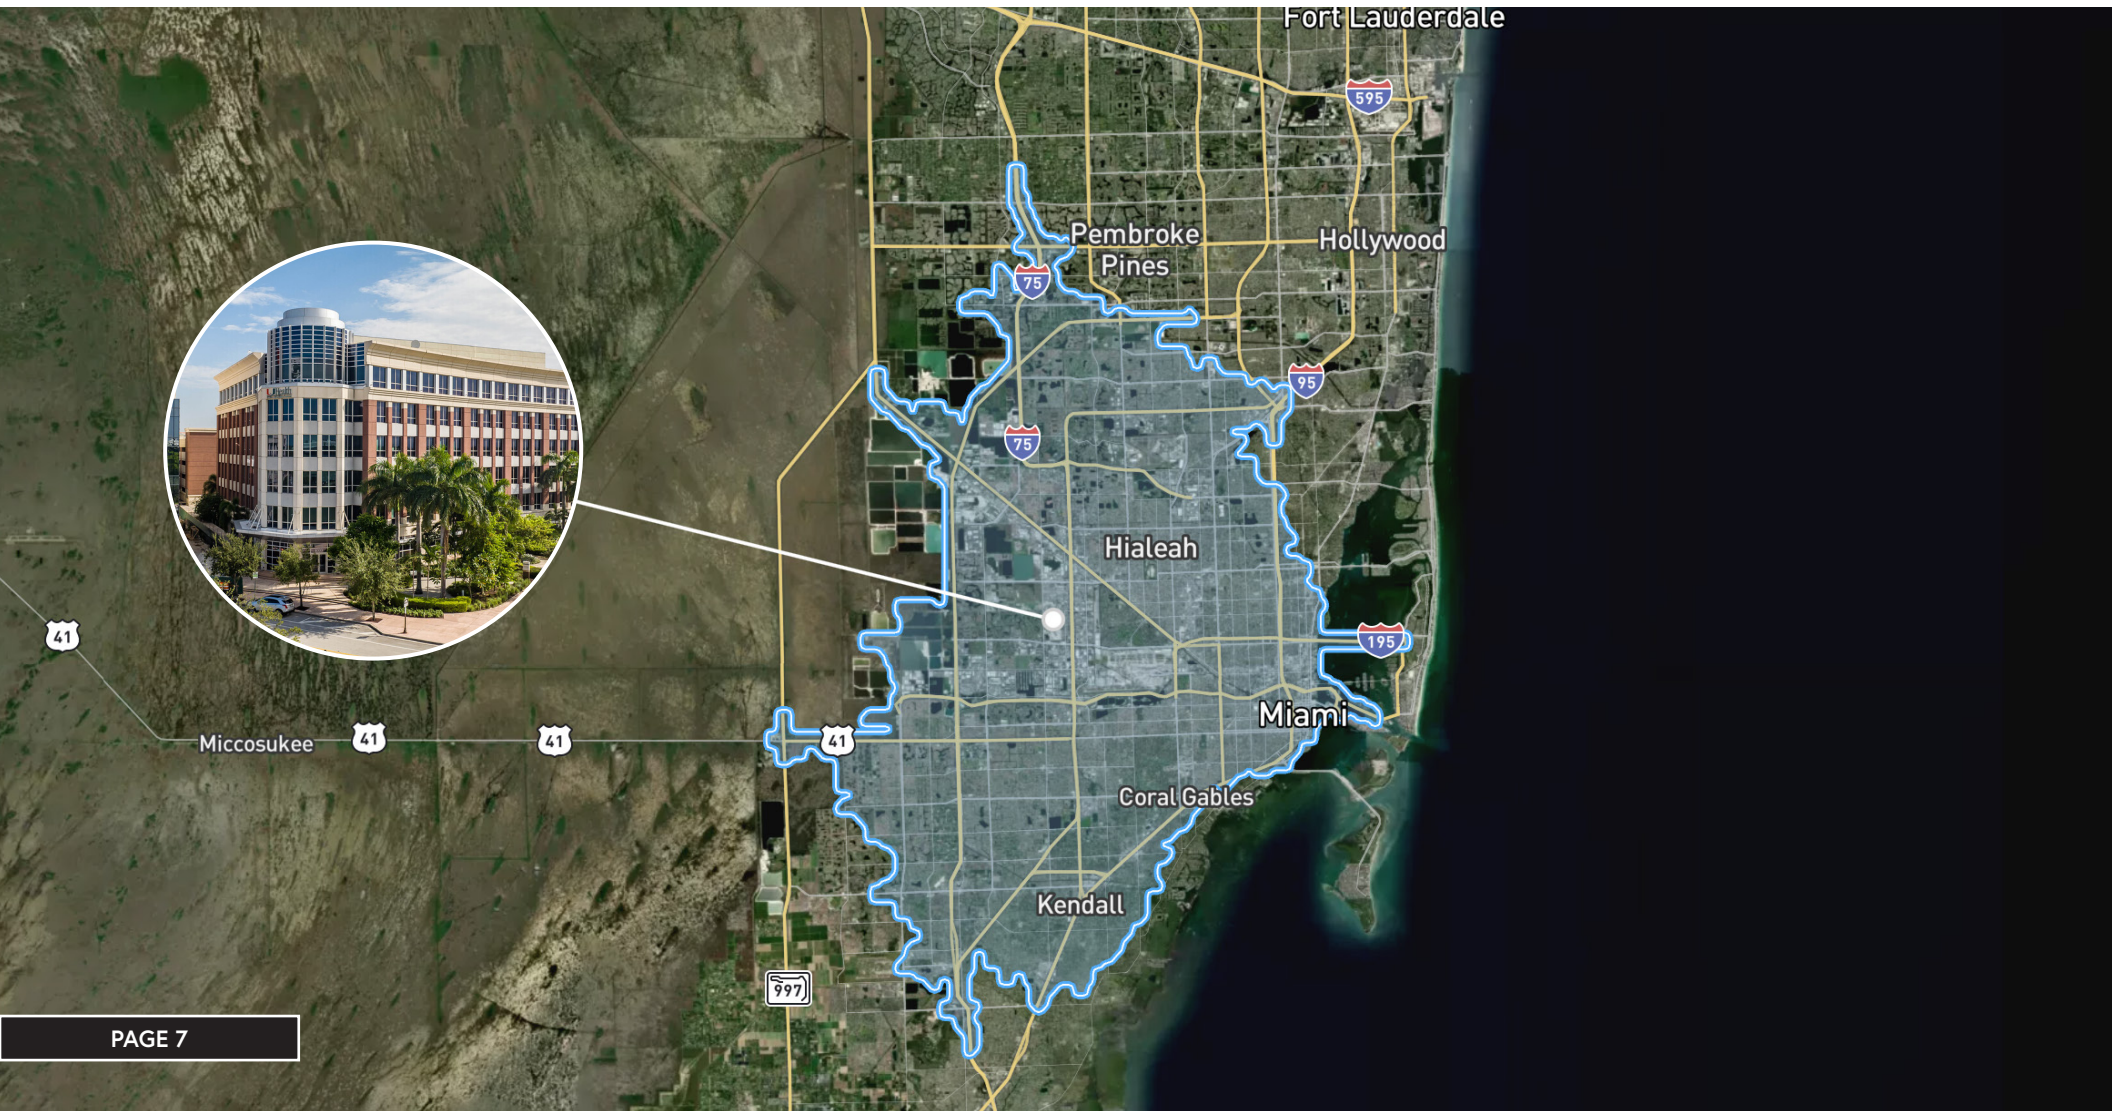 Fort Lauderdale
595
Pembroke
Pines
Hollywood
75
95
75
Hialeah
41
195
Miami
Miccosukee
41
41
41
Coral Gables
Kendall
997
PAGE 7